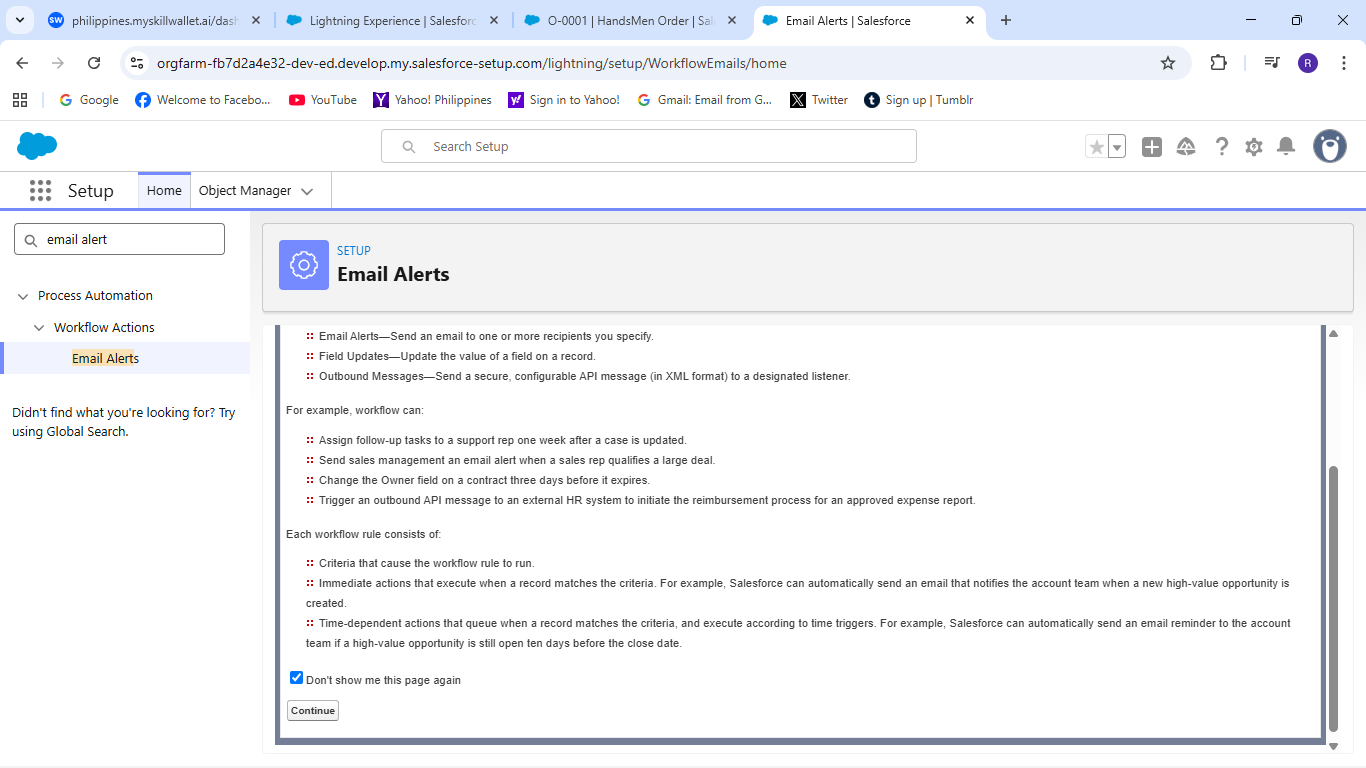 philippines.myskillwallet.ai/dash
Lightning Experience | Salesforc
O-0001 | HandsMen Order | Sal
Email Alerts | Salesforce
orgfarm-fb7d2a4e32-dev-ed.develop.my.salesforce-setup.com/lightning/setup/WorkflowEmails/home
R
Google
Welcome to Facebo...
YouTube
Yahoo! Philippines
Sign in to Yahoo!
Gmail: Email from G...
Twitter
Sign up | Tumblr
Search Setup
Setup
Home
Object Manager
email alert
Process Automation
Workflow Actions
Email Alerts
Didn't find what you're looking for? Try
using Global Search.
SETUP
Email Alerts
Email Alerts—Send an email to one or more recipients you specify.
Field Updates—Update the value of a field on a record.
Outbound Messages—Send a secure, configurable API message (in XML format) to a designated listener.
For example, workflow can:
Assign follow-up tasks to a support rep one week after a case is updated.
Send sales management an email alert when a sales rep qualifies a large deal.
Change the Owner field on a contract three days before it expires.
Trigger an outbound API message to an external HR system to initiate the reimbursement process for an approved expense report.
Each workflow rule consists of:
Criteria that cause the workflow rule to run.
Immediate actions that execute when a record matches the criteria. For example, Salesforce can automatically send an email that notifies the account team when a new high-value opportunity is
created.
Time-dependent actions that queue when a record matches the criteria, and execute according to time triggers. For example, Salesforce can automatically send an email reminder to the account
team if a high-value opportunity is still open ten days before the close date.
Don't show me this page again
Continue